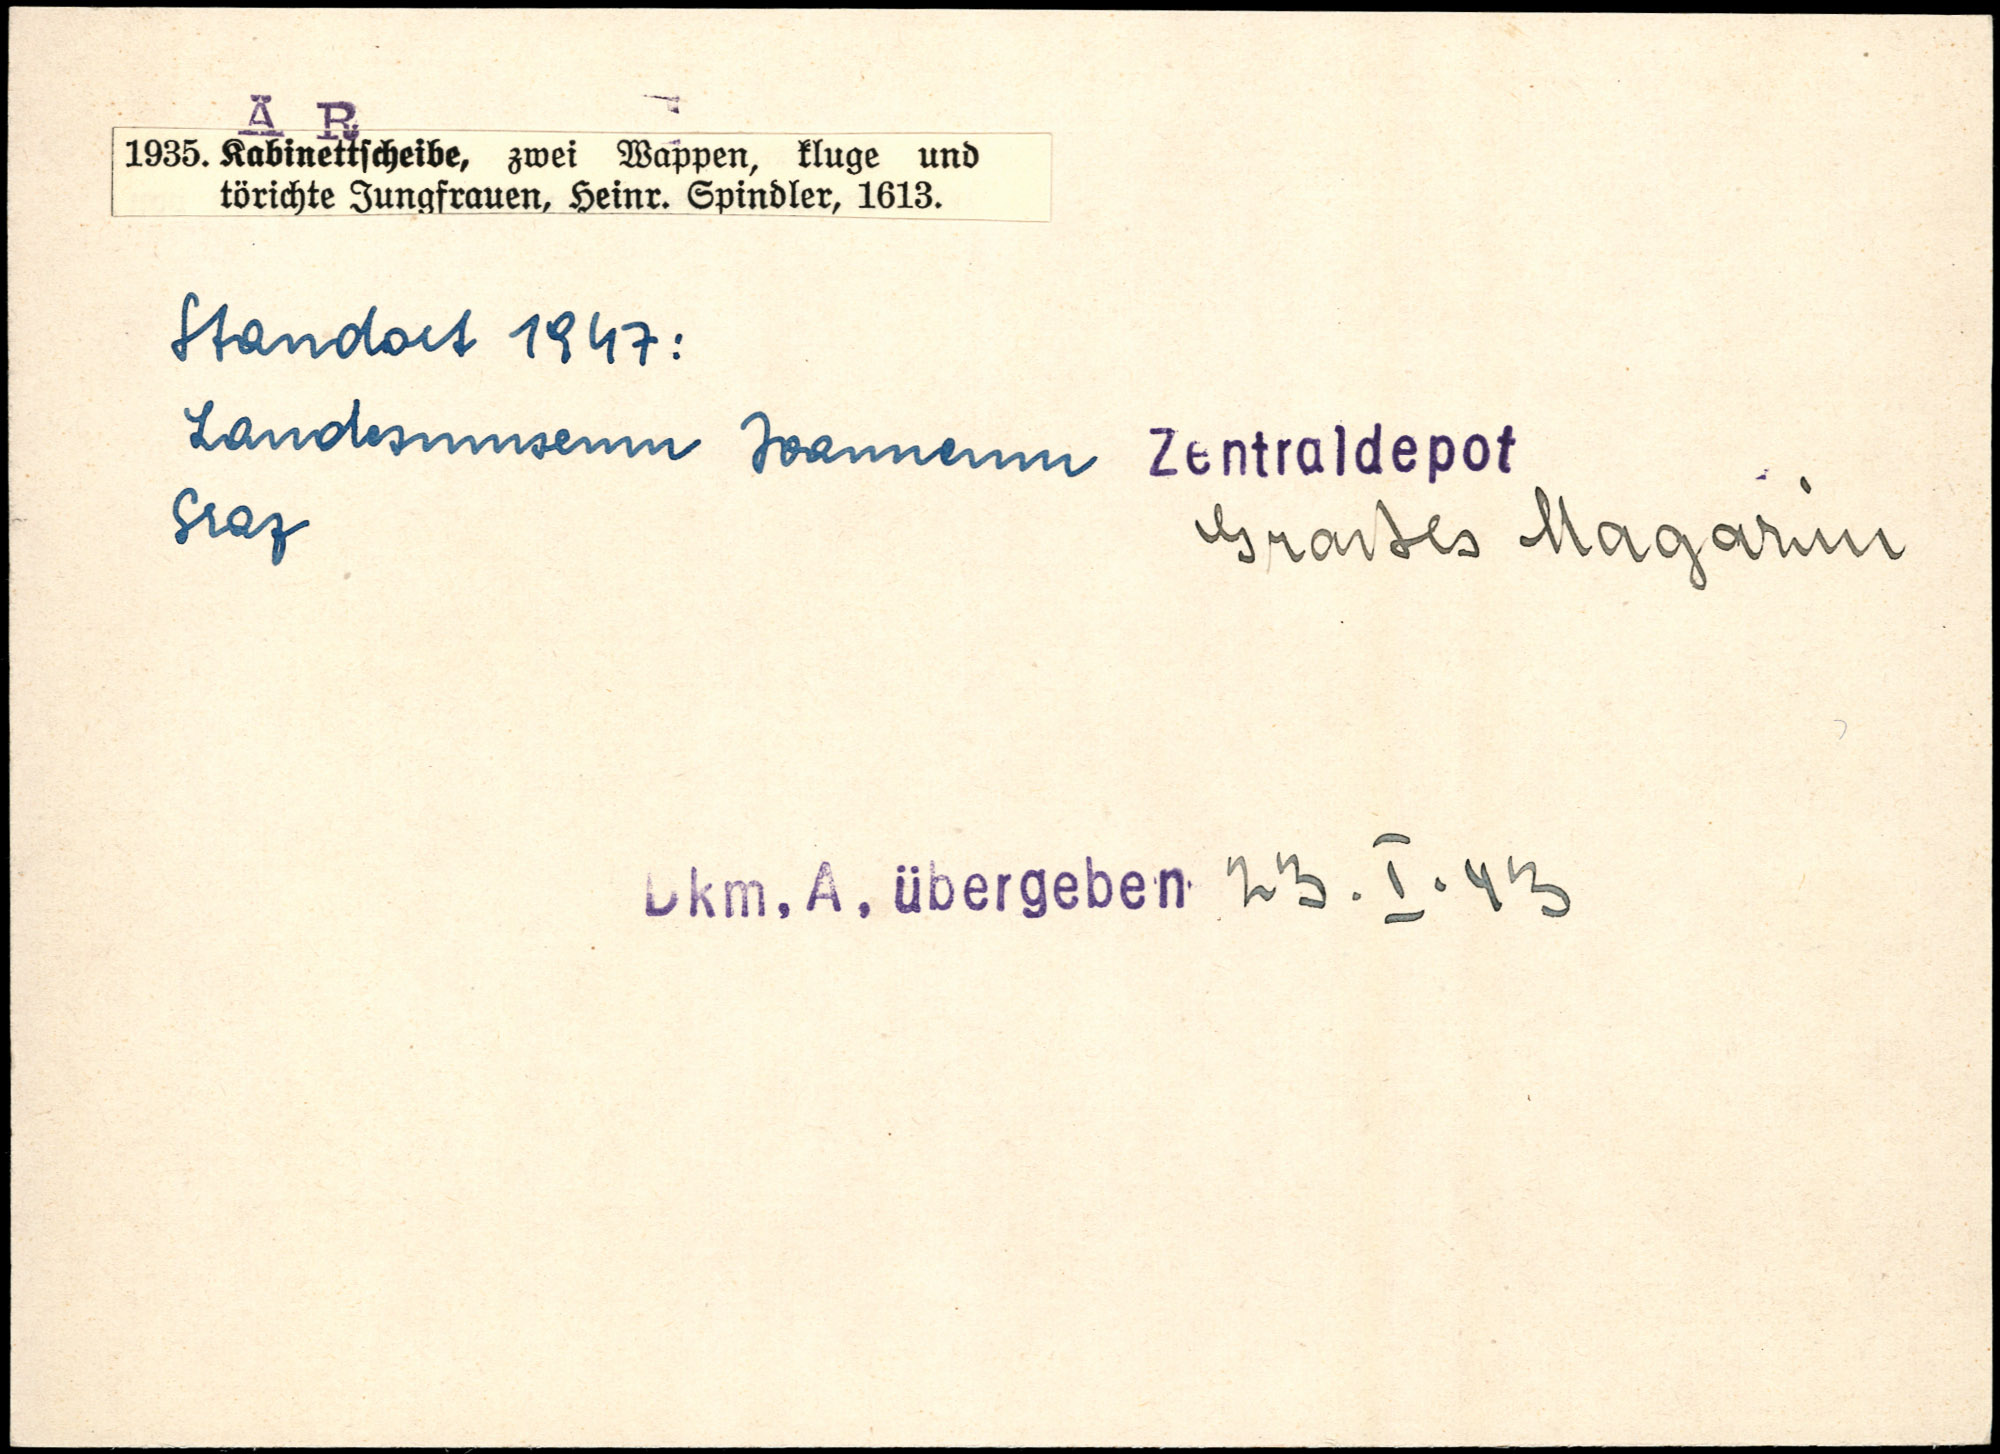 A R
1935. Kabinettscheibe, zwei Wappen, kluge und
törichte Jungfrauen, Heinr. Spindler, 1613.
Standort 1947:
Landesmuseum Joanneum Zentraldepot
Graz Großes Magazin
Dkm. A. übergeben 23. I. 43